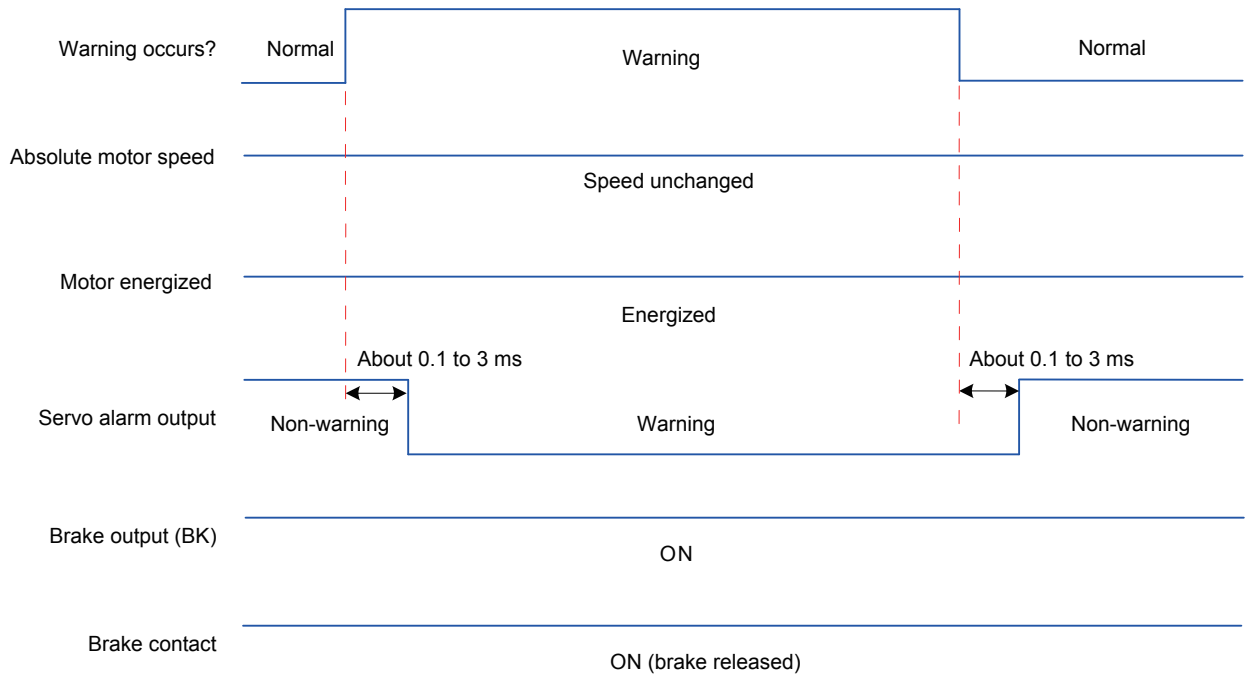 Warning occurs?
Normal
Warning
Normal
Absolute motor speed
Speed unchanged
Motor energized
Energized
About 0.1 to 3 ms
About 0.1 to 3 ms
Servo alarm output
Non-warning
Warning
Non-warning
Brake output (BK)
ON
Brake contact
ON (brake released)